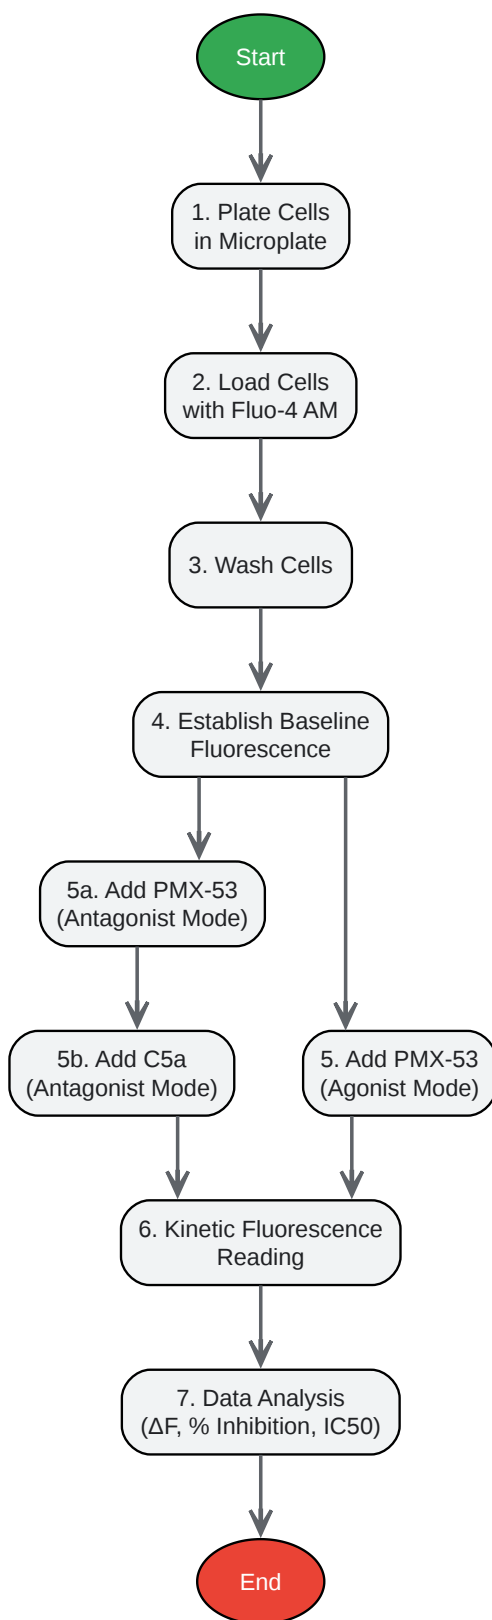 Start
1. Plate Cells
in Microplate
2. Load Cells
with Fluo-4 AM
3. Wash Cells
4. Establish Baseline
Fluorescence
5a. Add PMX-53
(Antagonist Mode)
5b. Add C5a
(Antagonist Mode)
5. Add PMX-53
(Agonist Mode)
6. Kinetic Fluorescence
Reading
7. Data Analysis
(ΔF, % Inhibition, IC50)
End